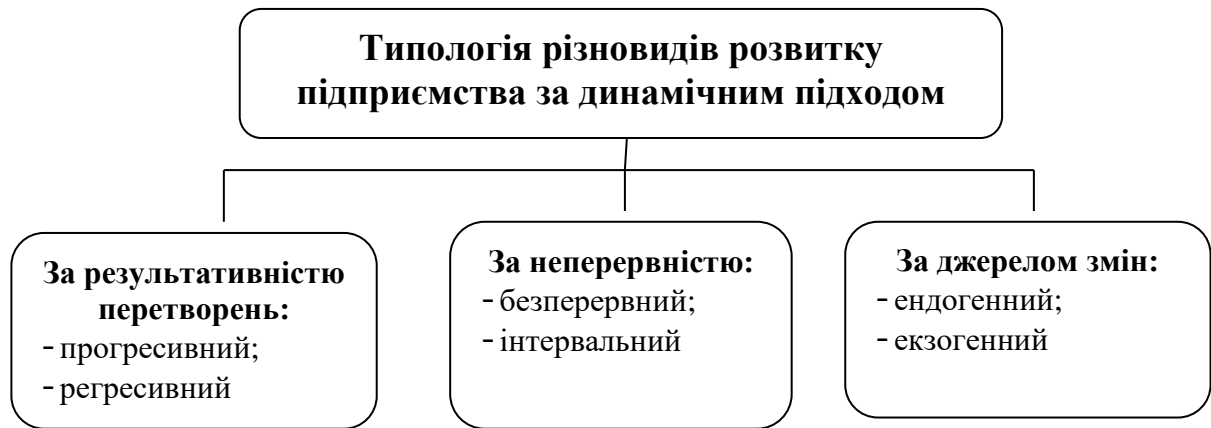 Типологія різновидів розвитку
підприємства за динамічним підходом
За результативністю
перетворень:
- прогресивний;
- регресивний
За неперервністю:
- безперервний;
- інтервальний
За джерелом змін:
- ендогенний;
- екзогенний